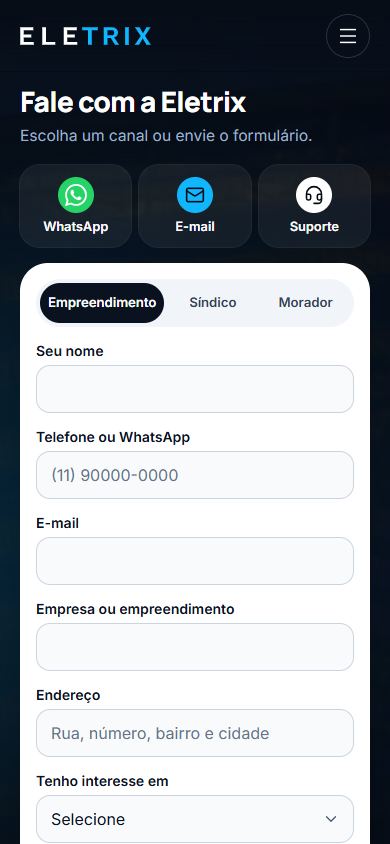 ELETRIX
Fale com a Eletrix
Escolha um canal ou envie o formulário.
WhatsApp
E-mail
Suporte
Empreendimento
Síndico
Morador
Seu nome
Telefone ou WhatsApp
(11) 90000-0000
E-mail
Empresa ou empreendimento
Endereço
Rua, número, bairro e cidade
Tenho interesse em
Selecione